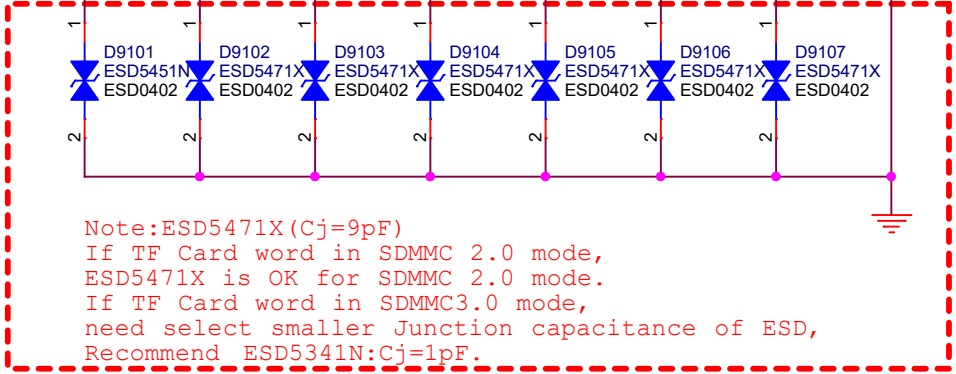 1 1 1 1 1 1 1
D9101 D9102 D9103 D9104 D9105 D9106 D9107
ESD5451N ESD5471X ESD5471X ESD5471X ESD5471X ESD5471X ESD5471X
ESD0402 ESD0402 ESD0402 ESD0402 ESD0402 ESD0402 ESD0402
2 2 2 2 2 2 2
Note:ESD5471X(Cj=9pF)
If TF Card word in SDMMC 2.0 mode,
ESD5471X is OK for SDMMC 2.0 mode.
If TF Card word in SDMMC3.0 mode,
need select smaller Junction capacitance of ESD,
Recommend ESD5341N:Cj=1pF.